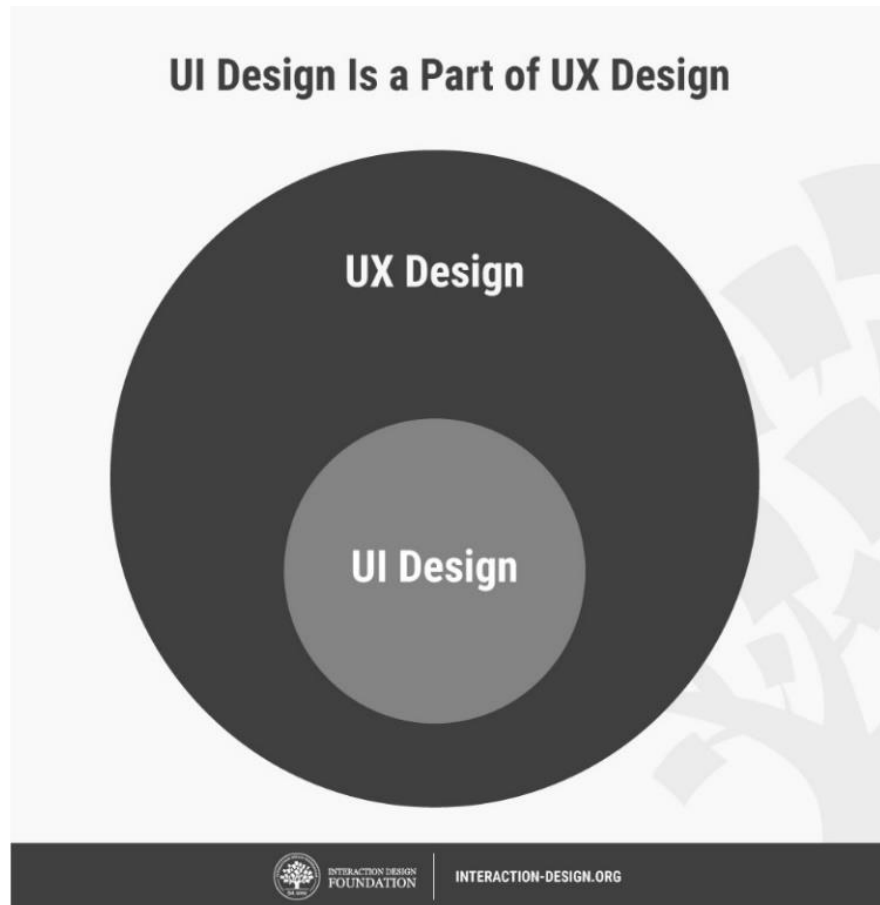 UI Design Is a Part of UX Design
UX Design
UI Design
INTERACTION DESIGN
FOUNDATION
INTERACTION-DESIGN.ORG